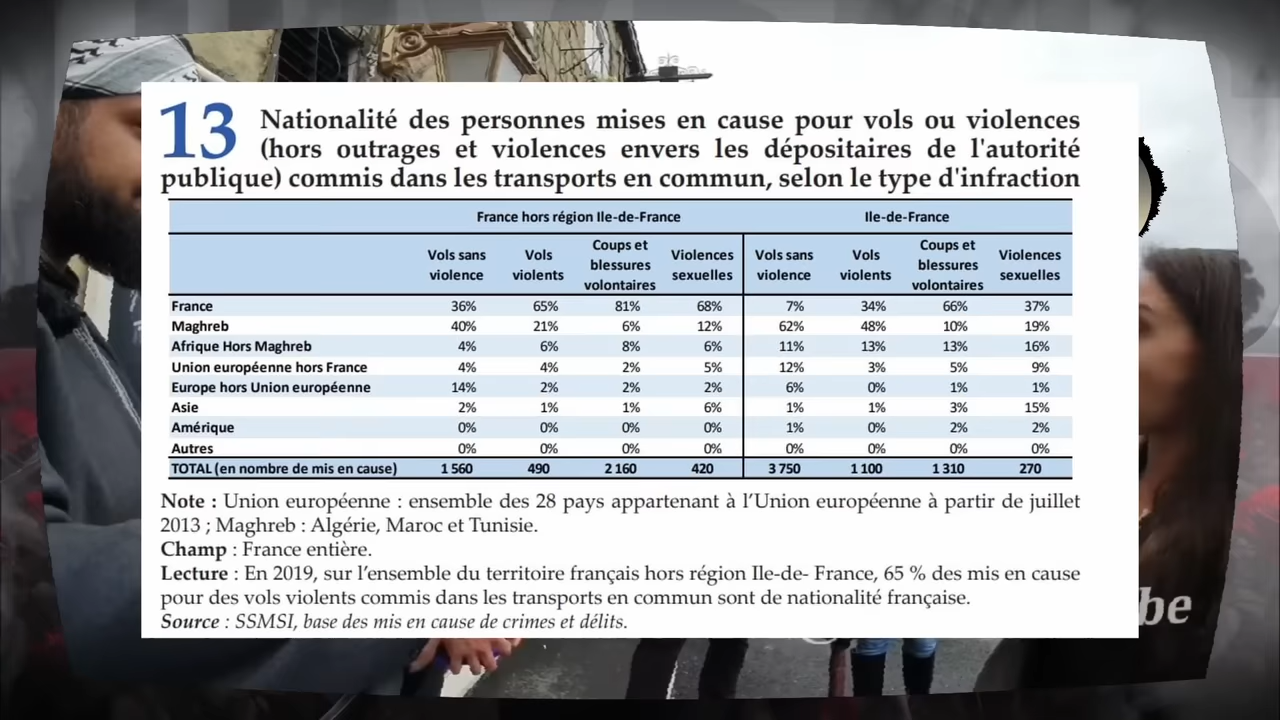 13 Nationalité des personnes mises en cause pour vols ou violences
(hors outrages et violences envers les dépositaires de l'autorité
publique) commis dans les transports en commun, selon le type d'infraction
France hors région Ile-de-France Ile-de-France
Vols sans violence Vols violents Coups et blessures volontaires Violences sexuelles Vols sans violence Vols violents Coups et blessures volontaires Violences sexuelles
France 36% 65% 81% 68% 7% 34% 66% 37%
Maghreb 40% 21% 6% 12% 62% 48% 10% 19%
Afrique Hors Maghreb 4% 6% 8% 6% 11% 13% 13% 16%
Union européenne hors France 4% 4% 2% 5% 12% 3% 5% 9%
Europe hors Union européenne 14% 2% 2% 2% 6% 0% 1% 1%
Asie 2% 1% 1% 6% 1% 1% 3% 15%
Amérique 0% 0% 0% 0% 1% 0% 2% 2%
Autres 0% 0% 0% 0% 0% 0% 0% 0%
TOTAL (en nombre de mis en cause) 1 560 490 2 160 420 3 750 1 100 1 310 270
Note : Union européenne : ensemble des 28 pays appartenant à l'Union européenne à partir de juillet
2013 ; Maghreb : Algérie, Maroc et Tunisie.
Champ : France entière.
Lecture : En 2019, sur l'ensemble du territoire français hors région Ile-de- France, 65 % des mis en cause
pour des vols violents commis dans les transports en commun sont de nationalité française.
Source : SSMSI, base des mis en cause de crimes et délits.